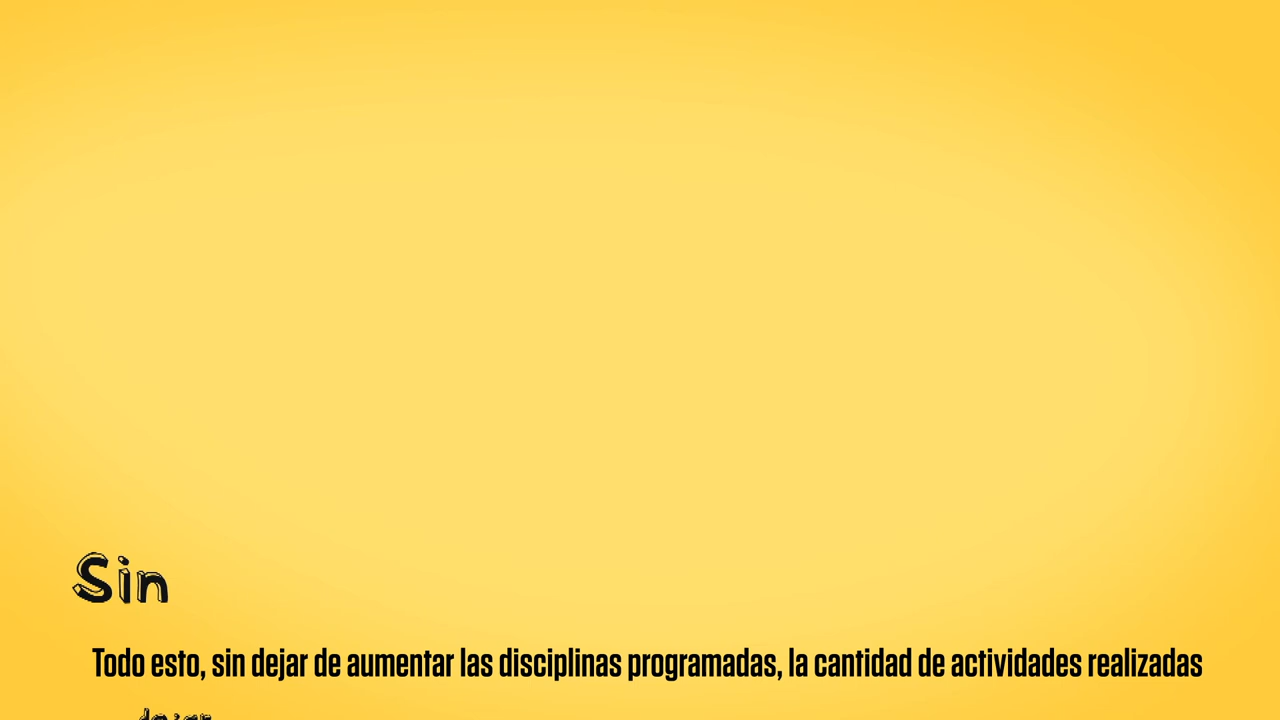 Sin
Todo esto, sin dejar de aumentar las disciplinas programadas, la cantidad de actividades realizadas